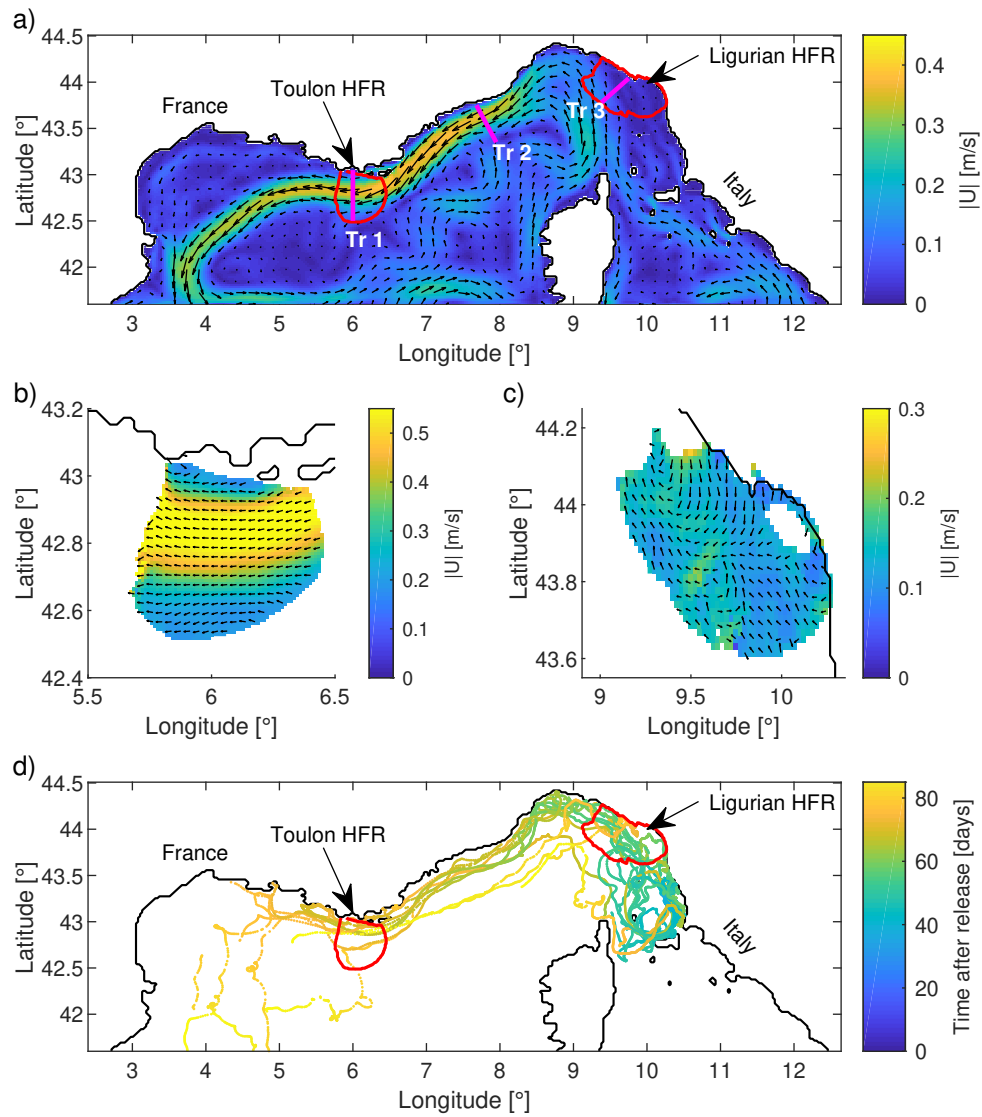 a)
44.5
44
43.5
43
42.5
42
Latitude [°]
3 4 5 6 7 8 9 10 11 12
Longitude [°]
France
Toulon HFR
Ligurian HFR
Tr 1
Tr 2
Tr 3
Italy
0.4
0.3
0.2
0.1
0
|U| [m/s]
b)
43.2
43
42.8
42.6
42.4
Latitude [°]
5.5 6 6.5
Longitude [°]
0.5
0.4
0.3
0.2
0.1
0
|U| [m/s]
c)
44.2
44
43.8
43.6
Latitude [°]
9 9.5 10
Longitude [°]
0.3
0.2
0.1
0
|U| [m/s]
d)
44.5
44
43.5
43
42.5
42
Latitude [°]
3 4 5 6 7 8 9 10 11 12
Longitude [°]
France
Toulon HFR
Ligurian HFR
Italy
80
60
40
20
0
Time after release [days]